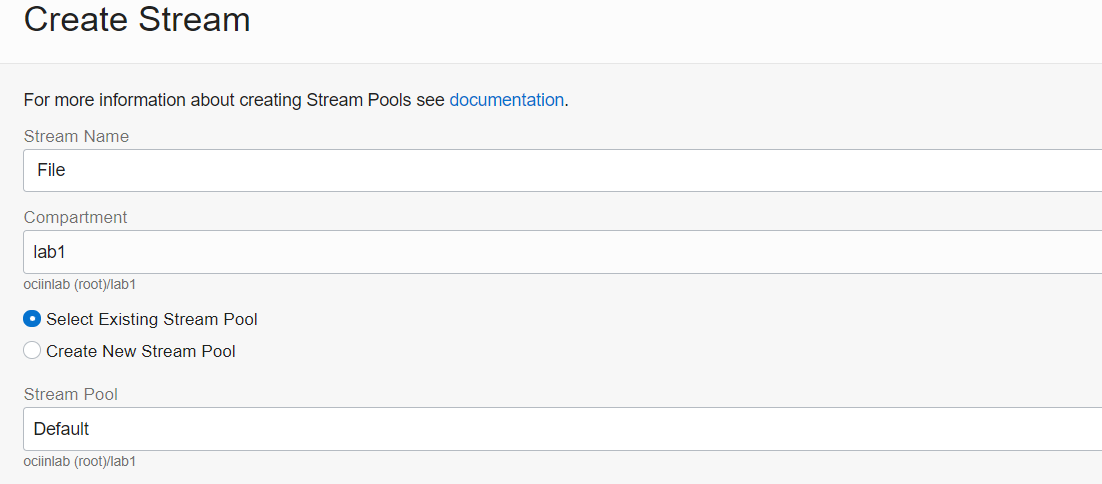 Create Stream
For more information about creating Stream Pools see documentation.
Stream Name
File
Compartment
lab1
ociinlab (root)/lab1
Select Existing Stream Pool
Create New Stream Pool
Stream Pool
Default
ociinlab (root)/lab1